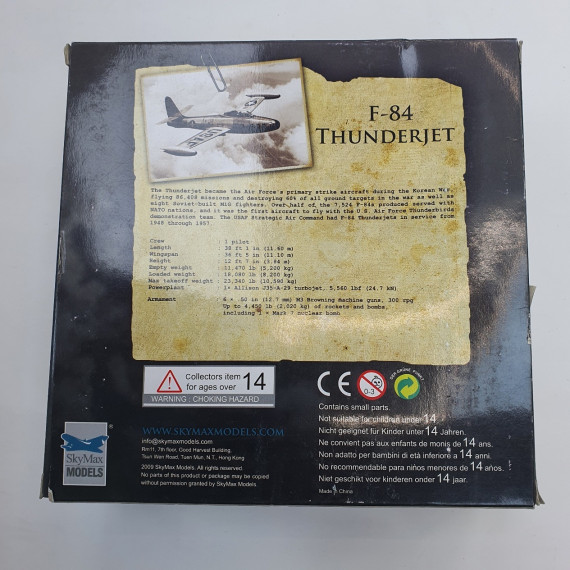 F-84
THUNDERJET
The Thunderjet became the Air Force's primary strike aircraft during the Korean War,
flying 86,408 missions and destroying 60% of all ground targets in the war as well as
eight Soviet-built MiG fighters. Over half of the 7,524 F-84s produced served with
NATO nations, and it was the first aircraft to fly with the U.S. Air Force Thunderbirds
demonstration team. The USAF Strategic Air Command had F-84 Thunderjets in service from
1948 through 1957.
Crew : 1 pilot
Length : 38 ft 1 in (11.60 m)
Wingspan : 36 ft 5 in (11.10 m)
Height : 12 ft 7 in (3.84 m)
Empty weight : 11,470 lb (5,200 kg)
Loaded weight : 18,080 lb (8,200 kg)
Max takeoff weight : 23,340 lb (10,590 kg)
Powerplant : 1× Allison J35-A-29 turbojet, 5,560 lbf (24.7 kN)
Armament : 6 × .50 in (12.7 mm) M3 Browning machine guns, 300 rpg
Up to 4,450 lb (2,020 kg) of rockets and bombs,
including 1 × Mark 7 nuclear bomb
Collectors item
for ages over 14
WARNING : CHOKING HAZARD
CE
0-3
Contains small parts.
Not suitable for children under 14
Nicht geeignet für Kinder unter 14 Jahren.
Ne convient pas aux enfants de monis de 14 ans.
Non adatto per bambini di età inferiore a 14 anni.
No recommendable para niños menores de 14 años.
Niet geschikt voor kinderen onder 14 jaar.
Made in China
SkyMax
MODELS
®
WWW.SKYMAXMODELS.COM
info@skymaxmodels.com
Rm11, 7th floor, Good Harvest Building,
Tsun Wen Road, Tuen Mun, N.T., Hong Kong
2009 SkyMax Models. All rights reserved
No parts of this product or package may be copied
without permission granted by SkyMax Models